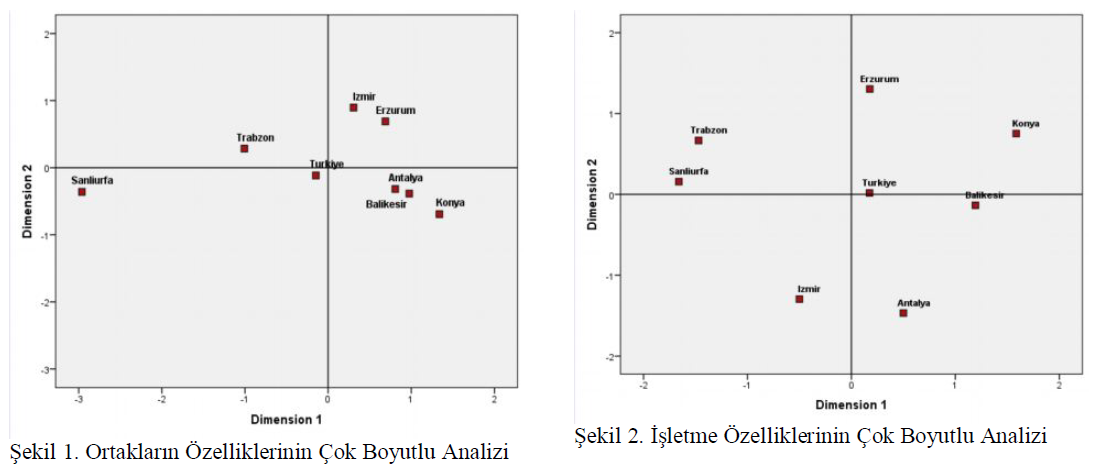 2
1
0
-1
-2
-3
Dimension 2
Izmir
Erzurum
Trabzon
Turkiye
Sanliurfa
Antalya
Balikesir
Konya
-3
-2
-1
0
1
2
Dimension 1
Şekil 1. Ortakların Özelliklerinin Çok Boyutlu Analizi
2
1
0
-1
-2
Dimension 2
Erzurum
Konya
Trabzon
Sanliurfa
Turkiye
Balikesir
Izmir
Antalya
-2
-1
0
1
2
Dimension 1
Şekil 2. İşletme Özelliklerinin Çok Boyutlu Analizi